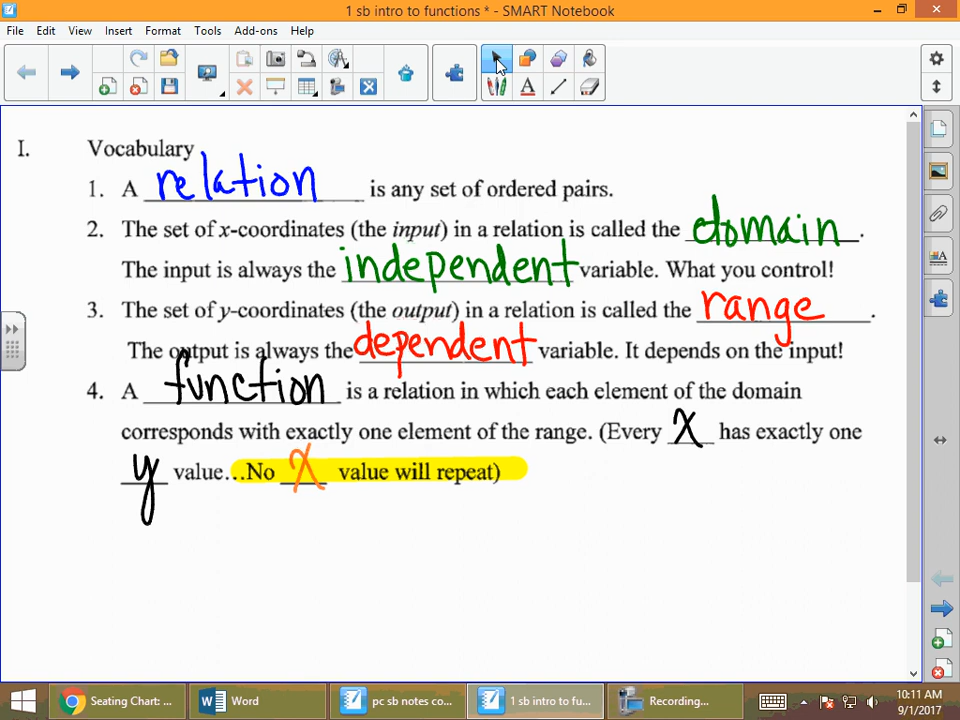 1 sb intro to functions * - SMART Notebook
File Edit View Insert Format Tools Add-ons Help
I. Vocabulary
1. A relation is any set of ordered pairs.
2. The set of x-coordinates (the input) in a relation is called the domain.
The input is always the independent variable. What you control!
3. The set of y-coordinates (the output) in a relation is called the range.
The output is always the dependent variable. It depends on the input!
4. A function is a relation in which each element of the domain
corresponds with exactly one element of the range. (Every x has exactly one
y value...No x value will repeat)
Seating Chart: ... Word pc sb notes co... 1 sb intro to fu... Recording... 10:11 AM
9/1/2017